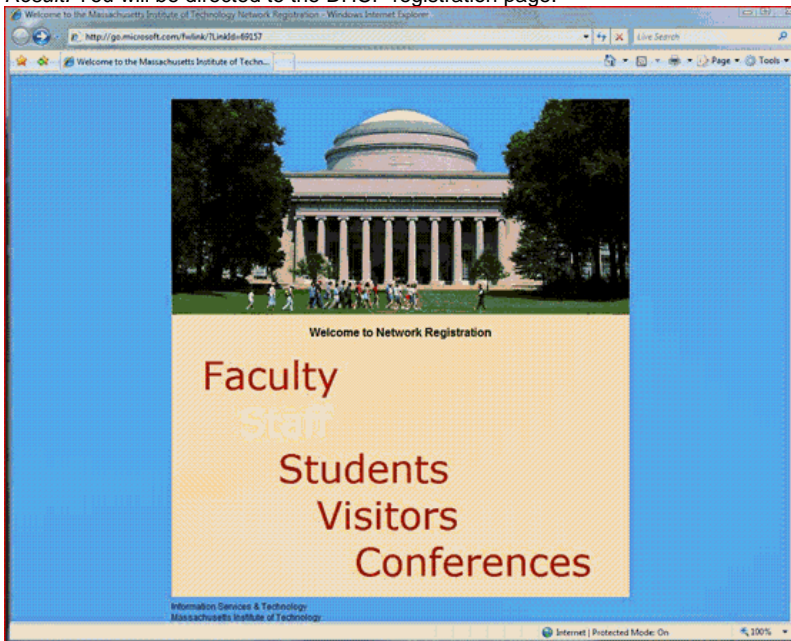 Result: You will be directed to the DHCP registration page.
Welcome to the Massachusetts Institute of Technology Network Registration - Windows Internet Explorer
http://go.microsoft.com/fwlink/?LinkId=69157
Live Search
Welcome to the Massachusetts Institute of Techn...
Page
Tools
Welcome to Network Registration
Faculty
Staff
Students
Visitors
Conferences
Information Services & Technology
Massachusetts Institute of Technology
Internet | Protected Mode: On
100%